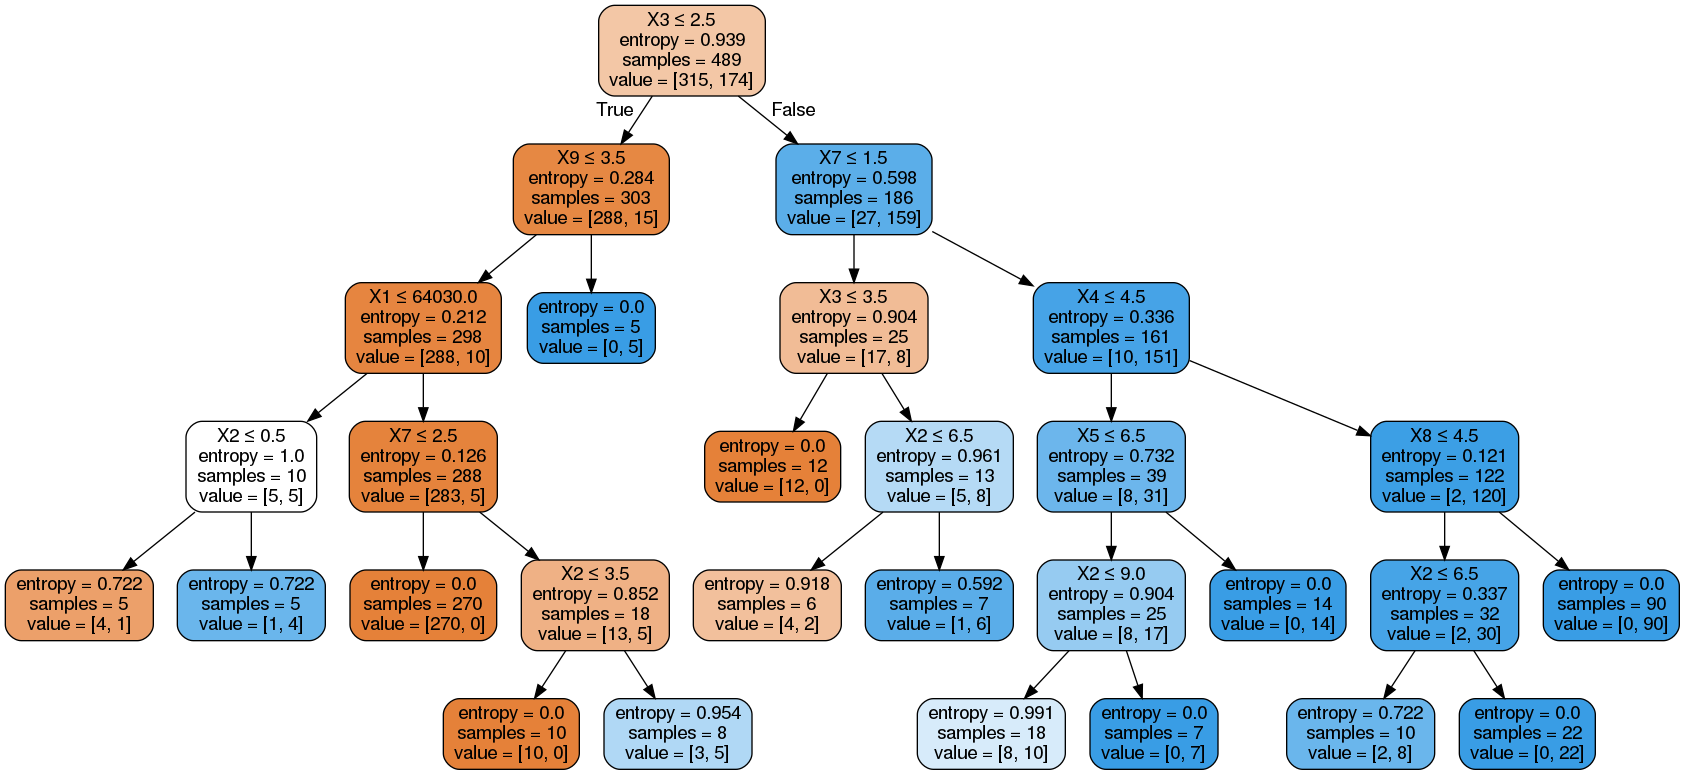 X3 ≤ 2.5
entropy = 0.939
samples = 489
value = [315, 174]
True
False
X9 ≤ 3.5
entropy = 0.284
samples = 303
value = [288, 15]
X7 ≤ 1.5
entropy = 0.598
samples = 186
value = [27, 159]
X1 ≤ 64030.0
entropy = 0.212
samples = 298
value = [288, 10]
entropy = 0.0
samples = 5
value = [0, 5]
X3 ≤ 3.5
entropy = 0.904
samples = 25
value = [17, 8]
X4 ≤ 4.5
entropy = 0.336
samples = 161
value = [10, 151]
X2 ≤ 0.5
entropy = 1.0
samples = 10
value = [5, 5]
X7 ≤ 2.5
entropy = 0.126
samples = 288
value = [283, 5]
entropy = 0.0
samples = 12
value = [12, 0]
X2 ≤ 6.5
entropy = 0.961
samples = 13
value = [5, 8]
X5 ≤ 6.5
entropy = 0.732
samples = 39
value = [8, 31]
X8 ≤ 4.5
entropy = 0.121
samples = 122
value = [2, 120]
entropy = 0.722
samples = 5
value = [4, 1]
entropy = 0.722
samples = 5
value = [1, 4]
entropy = 0.0
samples = 270
value = [270, 0]
X2 ≤ 3.5
entropy = 0.852
samples = 18
value = [13, 5]
entropy = 0.918
samples = 6
value = [4, 2]
entropy = 0.592
samples = 7
value = [1, 6]
X2 ≤ 9.0
entropy = 0.904
samples = 25
value = [8, 17]
entropy = 0.0
samples = 14
value = [0, 14]
X2 ≤ 6.5
entropy = 0.337
samples = 32
value = [2, 30]
entropy = 0.0
samples = 90
value = [0, 90]
entropy = 0.0
samples = 10
value = [10, 0]
entropy = 0.954
samples = 8
value = [3, 5]
entropy = 0.991
samples = 18
value = [8, 10]
entropy = 0.0
samples = 7
value = [0, 7]
entropy = 0.722
samples = 10
value = [2, 8]
entropy = 0.0
samples = 22
value = [0, 22]